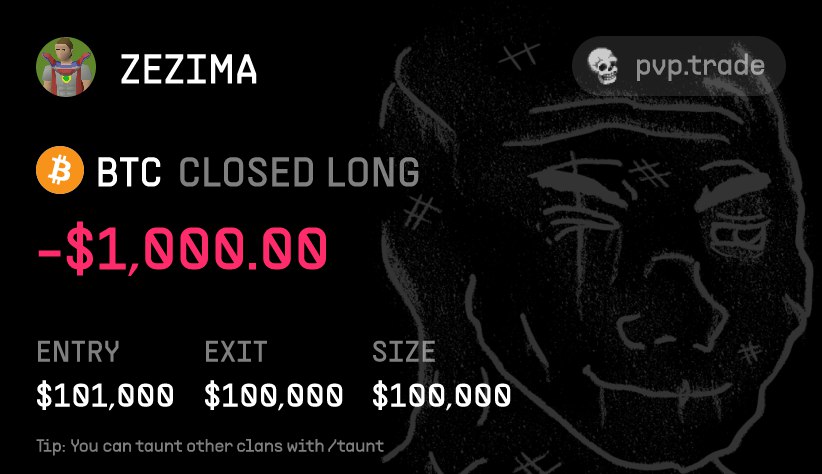 ZEZIMA
pvp.trade
BTC CLOSED LONG
-$1,000.00
ENTRY EXIT SIZE
$101,000 $100,000 $100,000
Tip: You can taunt other clans with /taunt